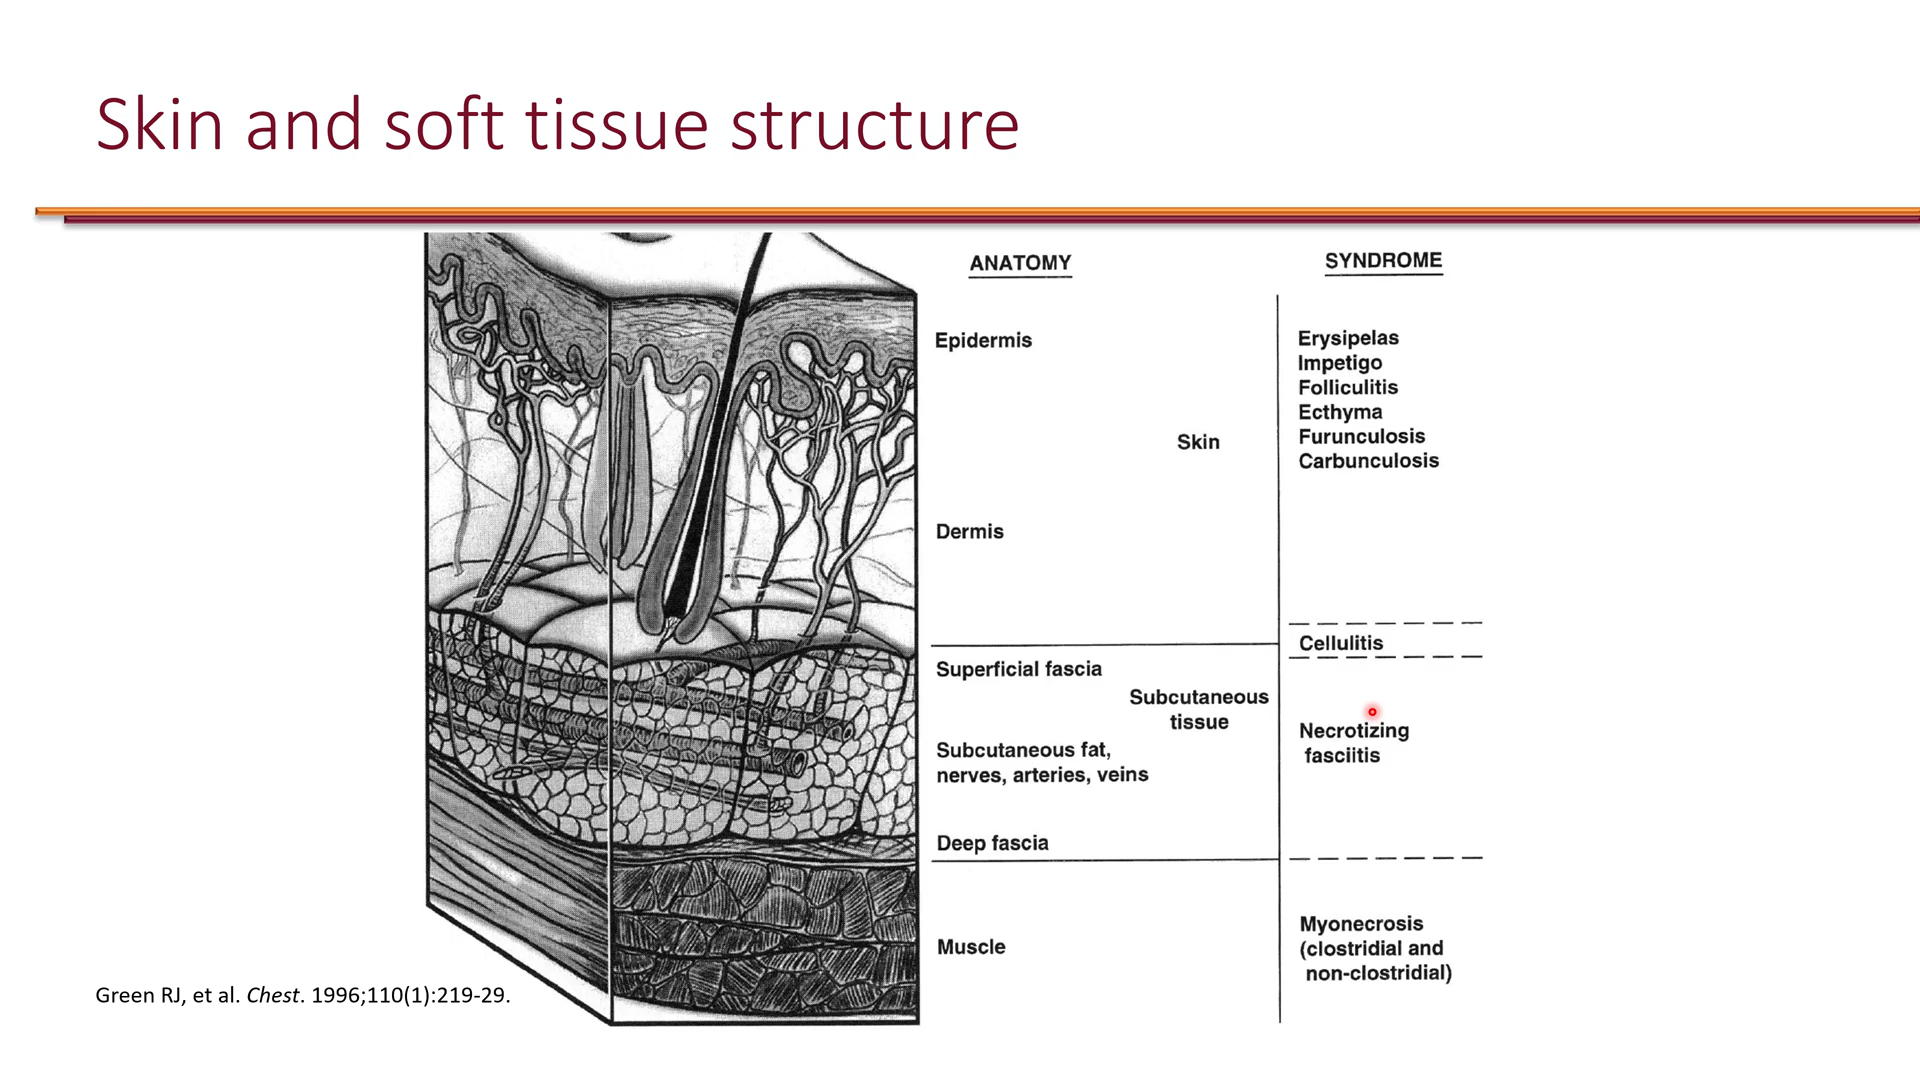 Skin and soft tissue structure
ANATOMY
SYNDROME
Epidermis
Erysipelas
Impetigo
Folliculitis
Ecthyma
Furunculosis
Carbunculosis
Skin
Dermis
Cellulitis
Superficial fascia
Subcutaneous
tissue
Necrotizing
fasciitis
Subcutaneous fat,
nerves, arteries, veins
Deep fascia
Muscle
Myonecrosis
(clostridial and
non-clostridial)
Green RJ, et al. Chest. 1996;110(1):219-29.